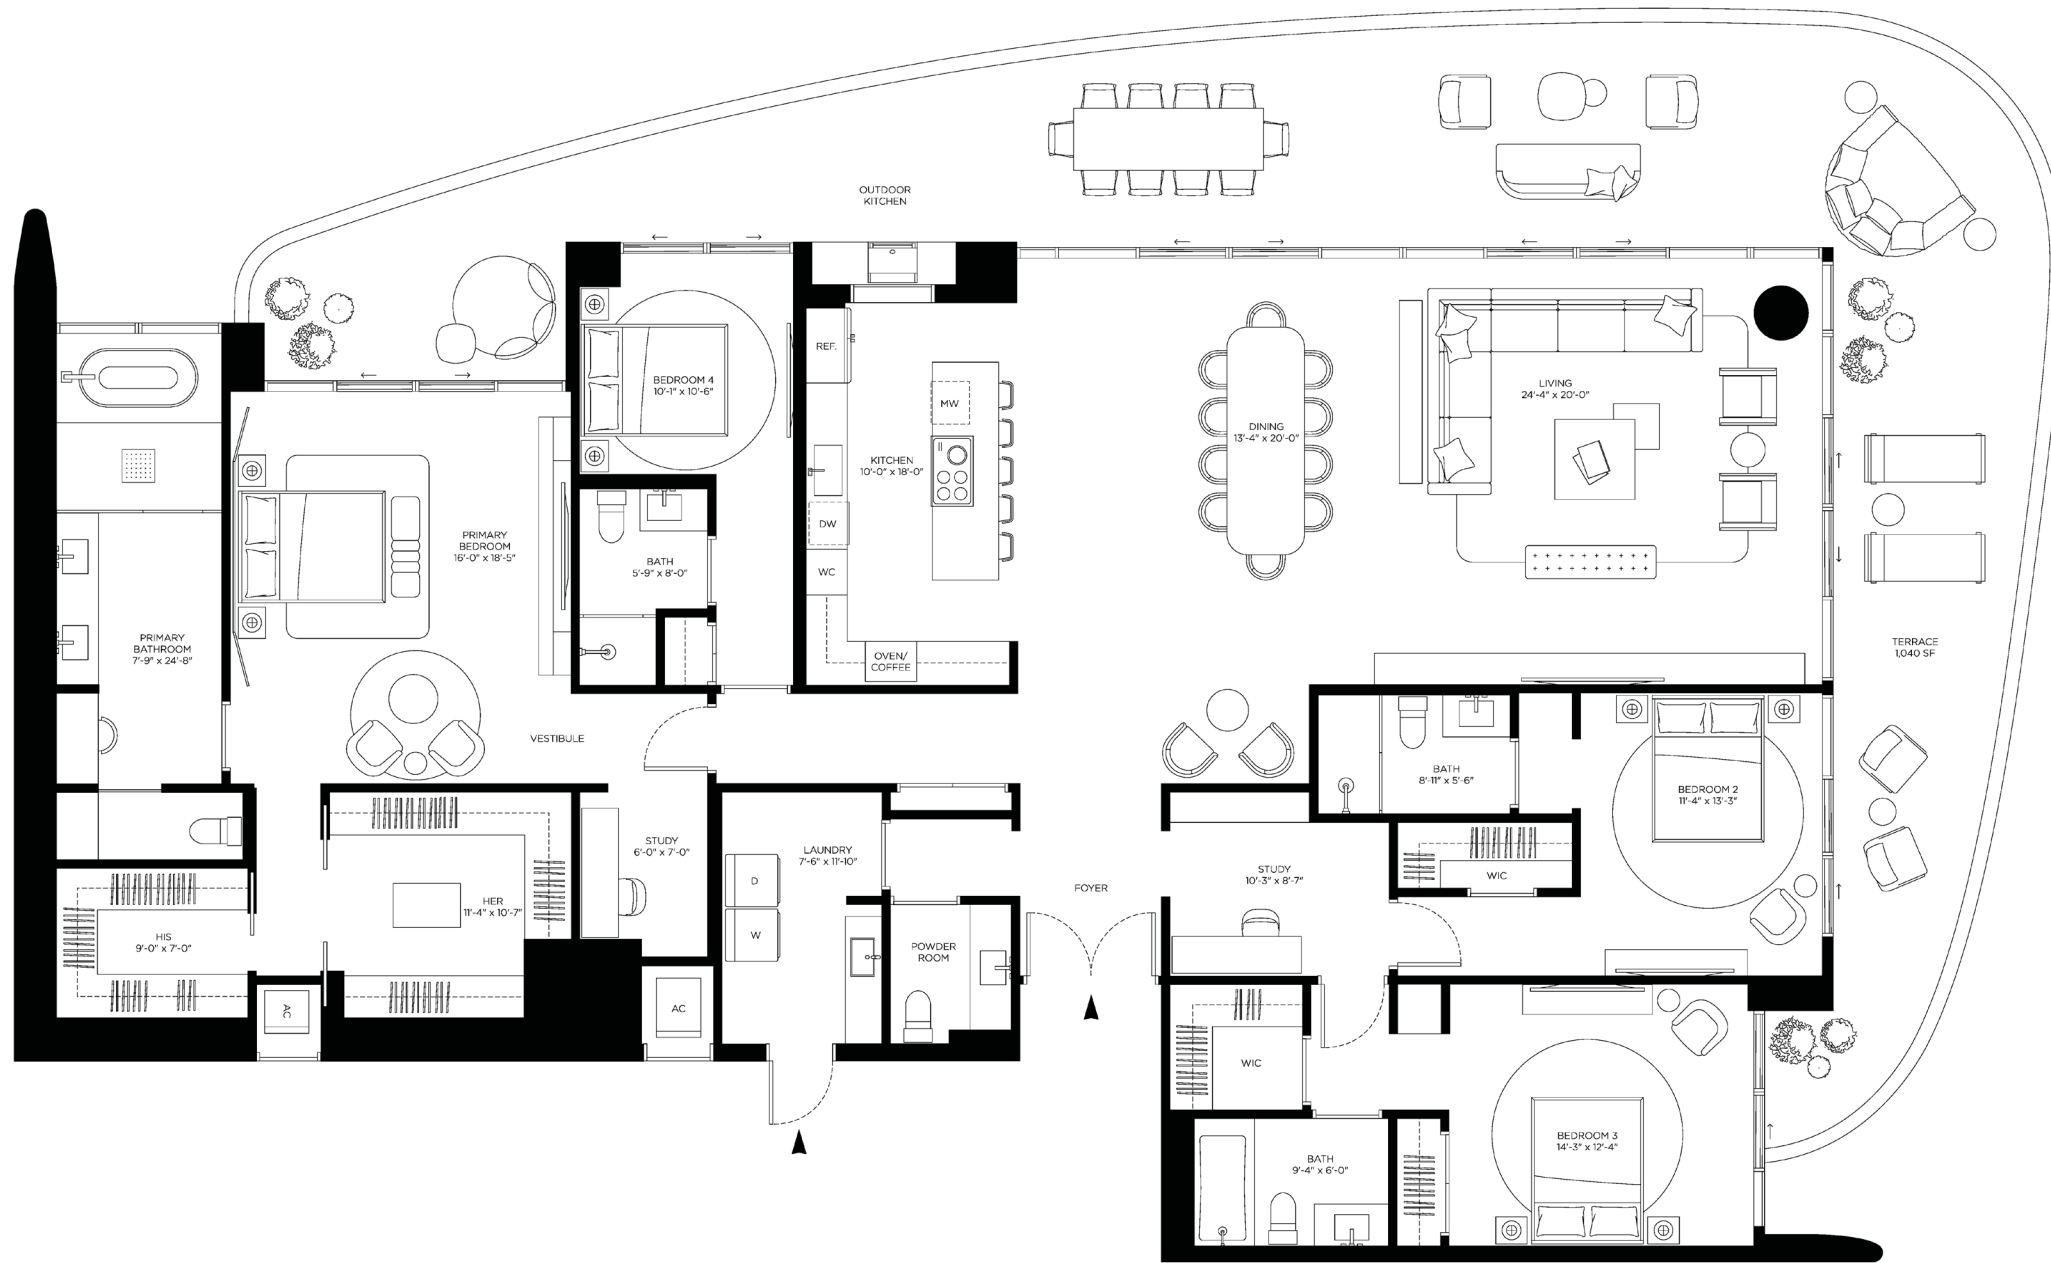 OUTDOOR
KITCHEN
REF.
BEDROOM 4
10'-1" x 10'-6"
MW
LIVING
24'-4" x 20'-0"
DINING
13'-4" x 20'-0"
KITCHEN
10'-0" x 18'-0"
DW
WC
PRIMARY
BEDROOM
16'-0" x 18'-5"
BATH
5'-9" x 8'-0"
PRIMARY
BATHROOM
7'-9" x 24'-8"
OVEN/
COFFEE
TERRACE
1,040 SF
VESTIBULE
BATH
8'-11" x 5'-6"
BEDROOM 2
11'-4" x 13'-3"
STUDY
6'-0" x 7'-0"
LAUNDRY
7'-6" x 11'-10"
D
W
FOYER
STUDY
10'-3" x 8'-7"
WIC
HER
11'-4" x 10'-7"
HIS
9'-0" x 7'-0"
POWDER
ROOM
AC
AC
WIC
BEDROOM 3
14'-3" x 12'-4"
BATH
9'-4" x 6'-0"